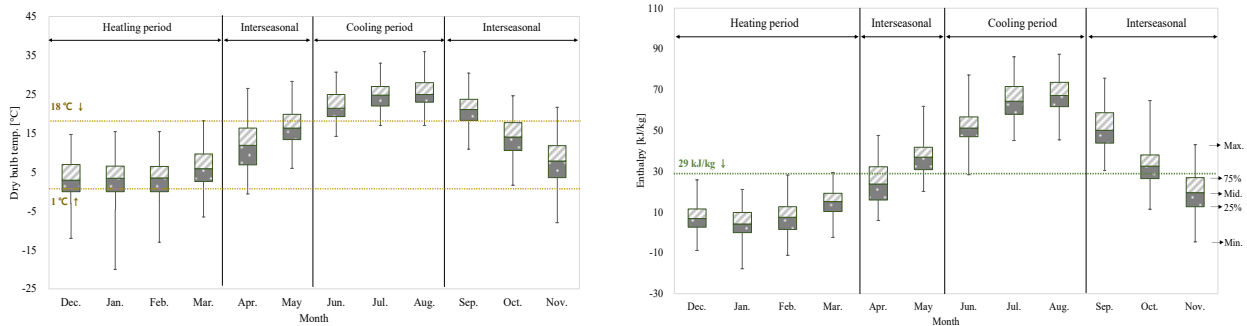 Heatling period Interseasonal Cooling period Interseasonal
45
35
25
15
5
-5
-15
-25
Dry bulb temp. [℃]
18 ℃ ↓
1 ℃ ↑
Dec. Jan. Feb. Mar. Apr. May Jun. Jul. Aug. Sep. Oct. Nov.
Month
Heating period Interseasonal Cooling period Interseasonal
110
90
70
50
30
10
-10
-30
Enthalpy [kJ/kg]
29 kJ/kg ↓
Max.
75%
Mid.
25%
Min.
Dec. Jan. Feb. Mar. Apr. May Jun. Jul. Aug. Sep. Oct. Nov.
Month